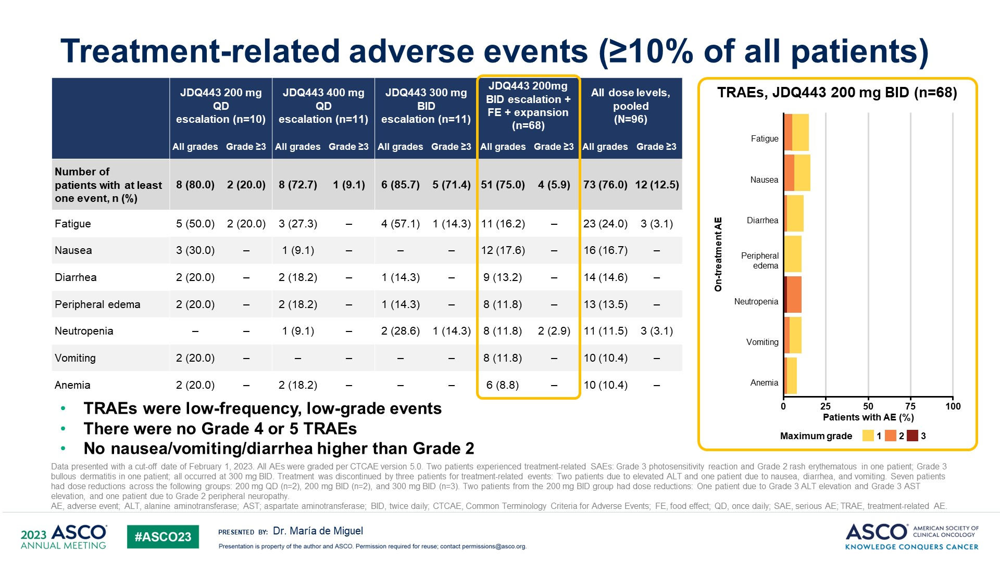 Treatment-related adverse events (≥10% of all patients)
JDQ443 200 mg QD escalation (n=10) JDQ443 400 mg QD escalation (n=11) JDQ443 300 mg BID escalation (n=11) JDQ443 200mg BID escalation + FE + expansion (n=68) All dose levels, pooled (N=96)
All grades Grade ≥3 All grades Grade ≥3 All grades Grade ≥3 All grades Grade ≥3 All grades Grade ≥3
Number of patients with at least one event, n (%) 8 (80.0) 2 (20.0) 8 (72.7) 1 (9.1) 6 (85.7) 5 (71.4) 51 (75.0) 4 (5.9) 73 (76.0) 12 (12.5)
Fatigue 5 (50.0) 2 (20.0) 3 (27.3) – 4 (57.1) 1 (14.3) 11 (16.2) – 23 (24.0) 3 (3.1)
Nausea 3 (30.0) – 1 (9.1) – – – 12 (17.6) – 16 (16.7) –
Diarrhea 2 (20.0) – 2 (18.2) – 1 (14.3) – 9 (13.2) – 14 (14.6) –
Peripheral edema 2 (20.0) – 2 (18.2) – 1 (14.3) – 8 (11.8) – 13 (13.5) –
Neutropenia – – 1 (9.1) – 2 (28.6) 1 (14.3) 8 (11.8) 2 (2.9) 11 (11.5) 3 (3.1)
Vomiting 2 (20.0) – – – – – 8 (11.8) – 10 (10.4) –
Anemia 2 (20.0) – 2 (18.2) – – – 6 (8.8) – 10 (10.4) –
TRAEs, JDQ443 200 mg BID (n=68)
On-treatment AE
Fatigue
Nausea
Diarrhea
Peripheral
edema
Neutropenia
Vomiting
Anemia
0 25 50 75 100
Patients with AE (%)
Maximum grade 1 2 3
• TRAEs were low-frequency, low-grade events
• There were no Grade 4 or 5 TRAEs
• No nausea/vomiting/diarrhea higher than Grade 2
Data presented with a cut-off date of February 1, 2023. All AEs were graded per CTCAE version 5.0. Two patients experienced treatment-related SAEs: Grade 3 photosensitivity reaction and Grade 2 rash erythematous in one patient; Grade 3
bullous dermatitis in one patient; all occurred at 300 mg BID. Treatment was discontinued by three patients for treatment-related events: Two patients due to elevated ALT and one patient due to nausea, diarrhea, and vomiting. Seven patients
had dose reductions across the following groups: 200 mg QD (n=2), 200 mg BID (n=2), and 300 mg BID (n=3). Two patients from the 200 mg BID group had dose reductions: One patient due to Grade 3 ALT elevation and Grade 3 AST
elevation, and one patient due to Grade 2 peripheral neuropathy.
AE, adverse event; ALT, alanine aminotransferase; AST; aspartate aminotransferase; BID, twice daily; CTCAE, Common Terminology Criteria for Adverse Events; FE, food effect; QD, once daily; SAE, serious AE; TRAE, treatment-related AE.
2023 ASCO
ANNUAL MEETING
#ASCO23
PRESENTED BY: Dr. María de Miguel
Presentation is property of the author and ASCO. Permission required for reuse; contact permissions@asco.org.
ASCO AMERICAN SOCIETY OF
CLINICAL ONCOLOGY
KNOWLEDGE CONQUERS CANCER